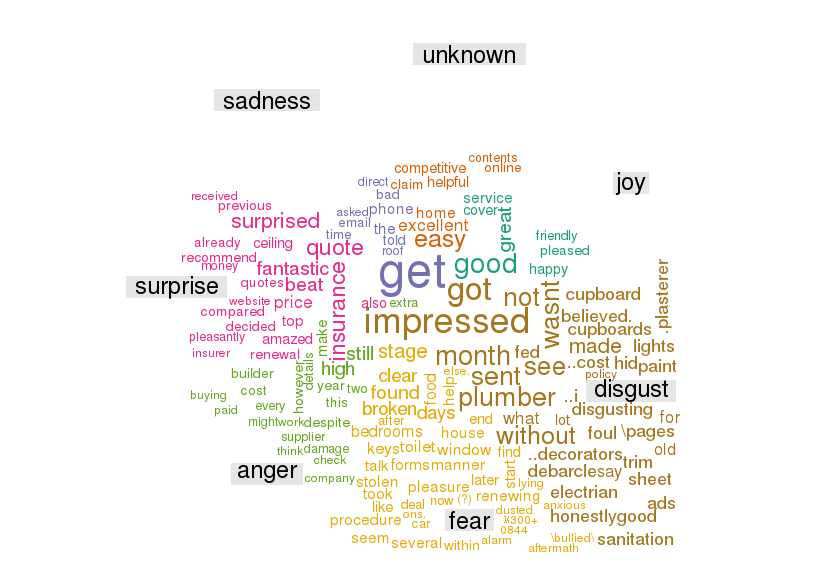 unknown
sadness
contents
competitive online
joy
direct claim helpful
received bad service
previous asked phone home cover great
surprised email the excellent friendly
already ceiling quote time told easy pleased
recommend roof good happy
money fantastic get .plasterer
surprise quotes beat insurance got not wasnt cupboard
website price also extra
compared top impressed believed.
decided make cupboards
pleasantly amazed still stage month fed made lights
insurer renewal high clear see ..cost hid paint
builder however details year two found food help else. sent policy disgust
buying cost this broken days plumber ..i, disgusting
paid every despite after end what lot for
might work bedrooms house without foul \pages
supplier keys toilet window find ..decorators old
think damage talk forms manner start debarcle say trim
anger check stolen later lying sheet
company took pleasure renewing electrian
like deal now (?) anxious ads
procedure ons. car fear dusted \£300+ honestly good
seem several within alarm 0844 \bullied\ sanitation
aftermath